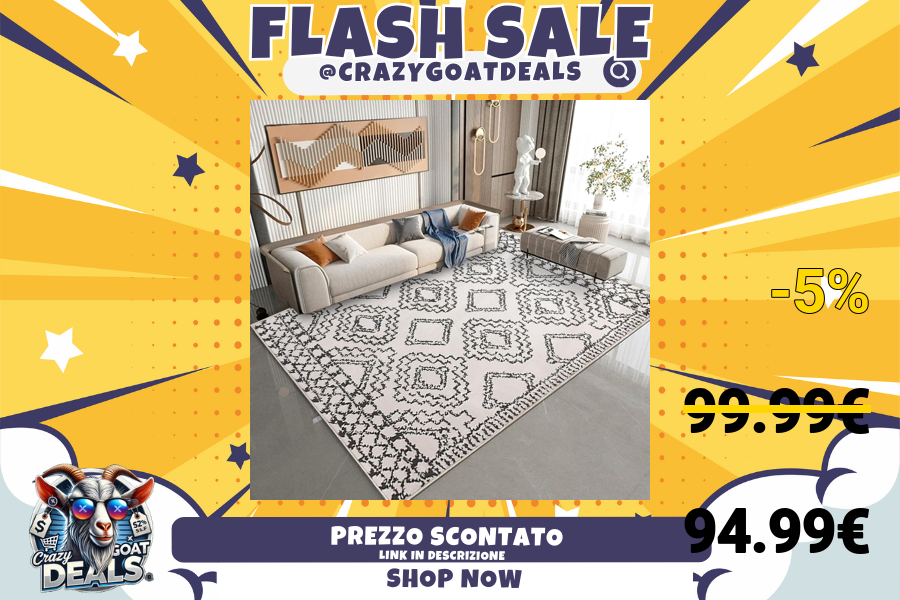 FLASH SALE
@CRAZYGOATDEALS
-5%
99.99€
94.99€
PREZZO SCONTATO
LINK IN DESCRIZIONE
SHOP NOW
Crazy
GOAT
DEALS